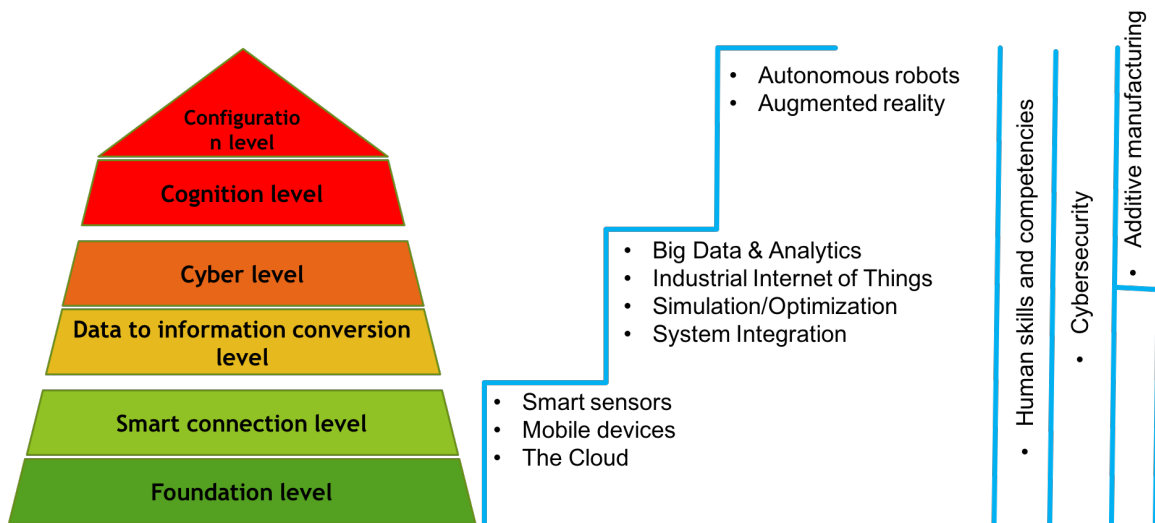 Configuratio
n level
Cognition level
Cyber level
Data to information conversion
level
Smart connection level
Foundation level
• Autonomous robots
• Augmented reality
• Big Data & Analytics
• Industrial Internet of Things
• Simulation/Optimization
• System Integration
• Smart sensors
• Mobile devices
• The Cloud
• Human skills and competencies
• Cybersecurity
• Additive manufacturing